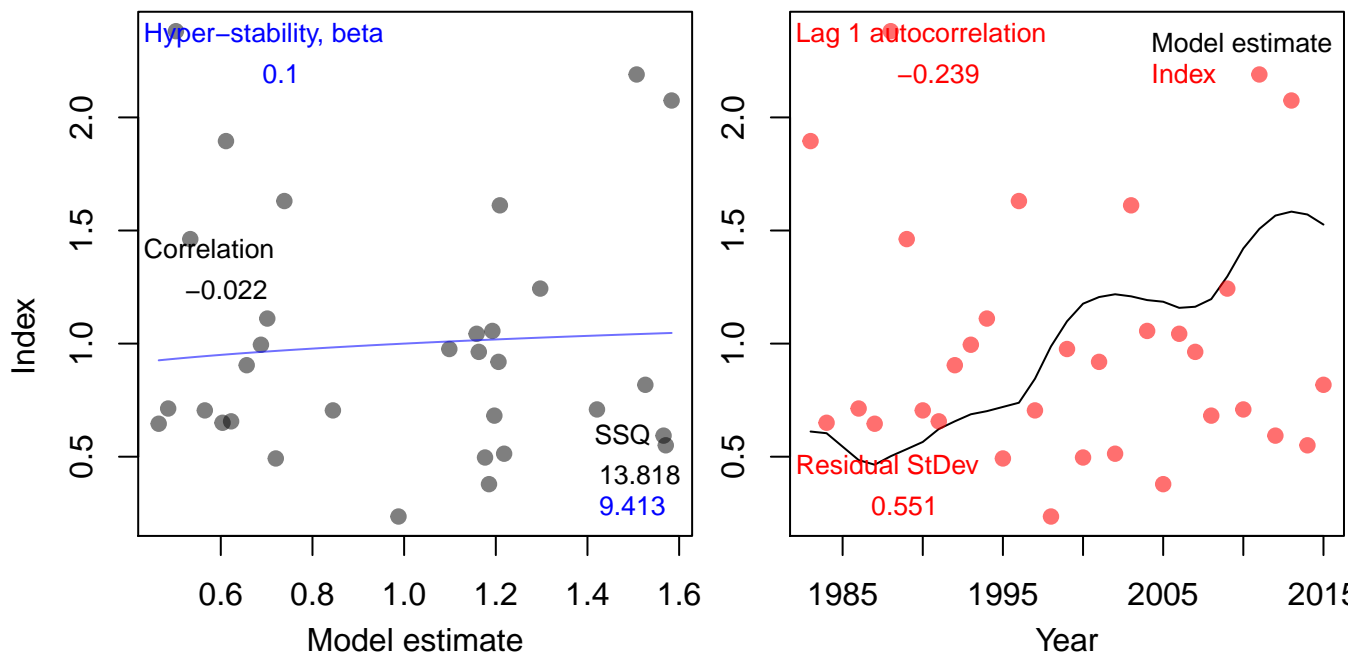 Hyper−stability, beta
0.1
Correlation
−0.022
SSQ
13.818
9.413
Index
2.0
1.5
1.0
0.5
0.6 0.8 1.0 1.2 1.4 1.6
Model estimate
Lag 1 autocorrelation
−0.239
Model estimate
Index
Residual StDev
0.551
2.0
1.5
1.0
0.5
1985 1995 2005 2015
Year